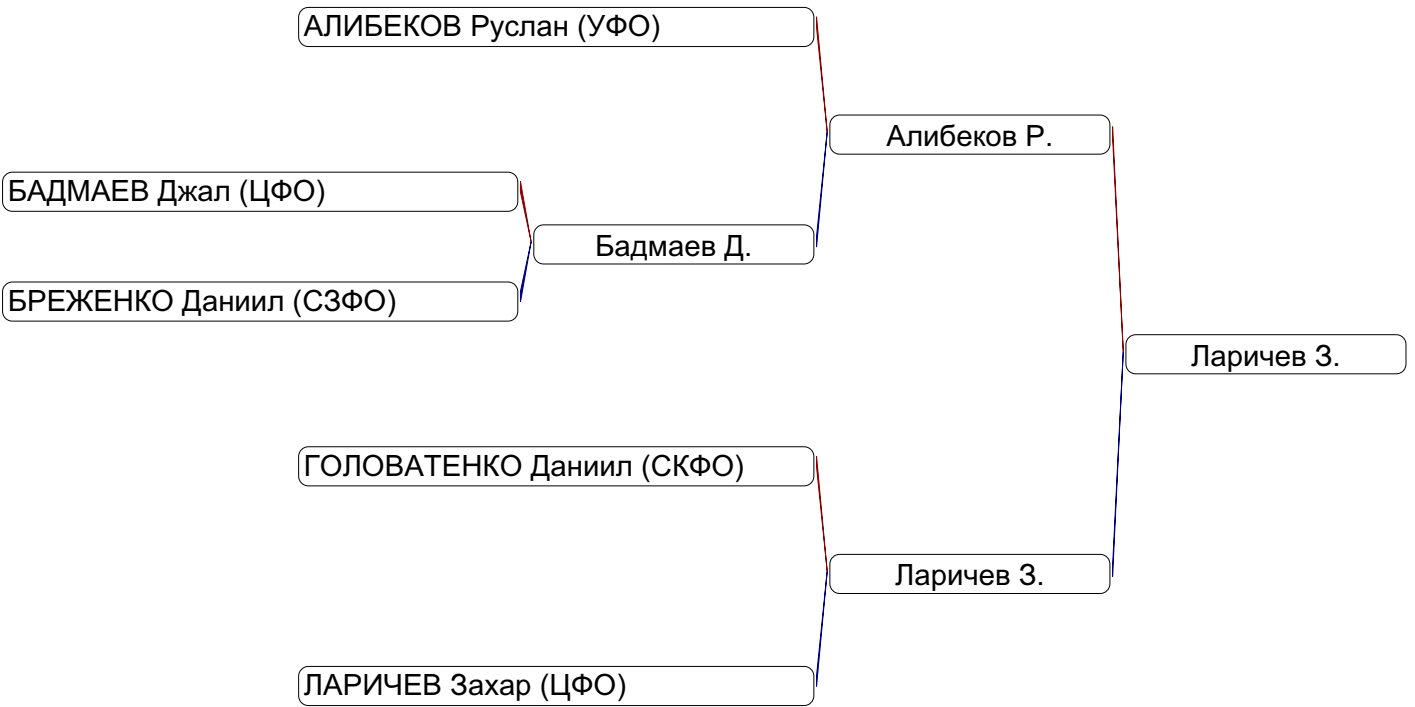 АЛИБЕКОВ Руслан (УФО)
Алибеков Р.
БАДМАЕВ Джал (ЦФО)
Бадмаев Д.
БРЕЖЕНКО Даниил (СЗФО)
Ларичев З.
ГОЛОВАТЕНКО Даниил (СКФО)
Ларичев З.
ЛАРИЧЕВ Захар (ЦФО)